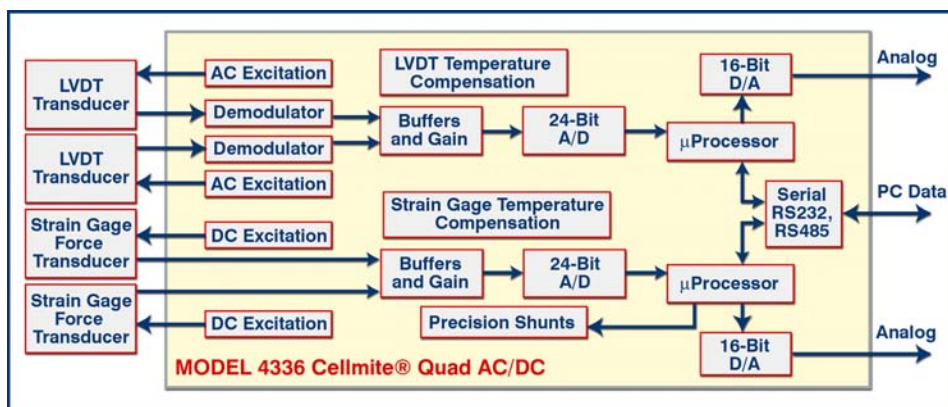 LVDT
Transducer
AC Excitation
Demodulator
LVDT Temperature
Compensation
Buffers
and Gain
24-Bit
A/D
16-Bit
D/A
Analog
µProcessor
LVDT
Transducer
Demodulator
AC Excitation
Serial
RS232,
RS485
PC Data
Strain Gage
Force
Transducer
DC Excitation
Strain Gage Temperature
Compensation
Buffers
and Gain
24-Bit
A/D
µProcessor
Strain Gage
Force
Transducer
DC Excitation
Precision Shunts
16-Bit
D/A
Analog
MODEL 4336 Cellmite® Quad AC/DC